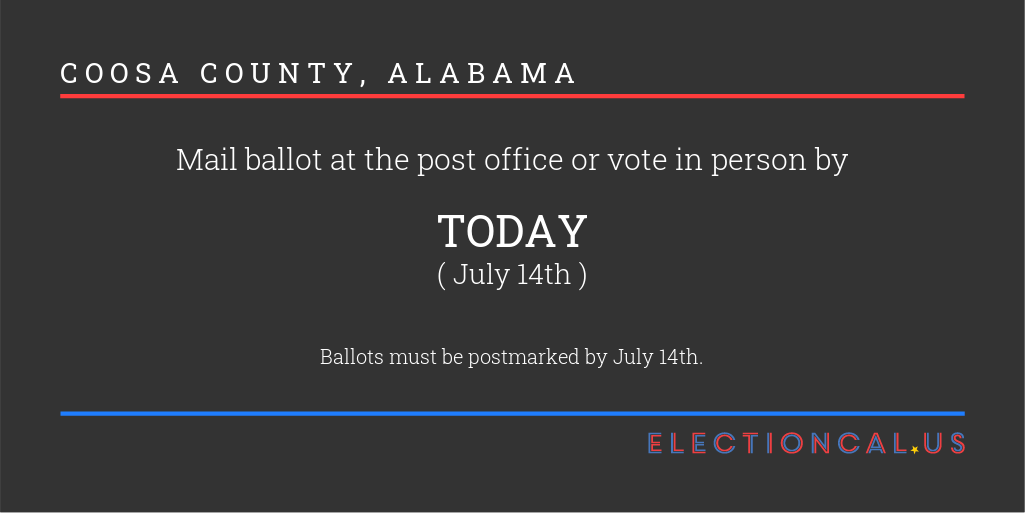 COOSA COUNTY, ALABAMA
Mail ballot at the post office or vote in person by
TODAY
( July 14th )
Ballots must be postmarked by July 14th.
ELECTIONCAL.US